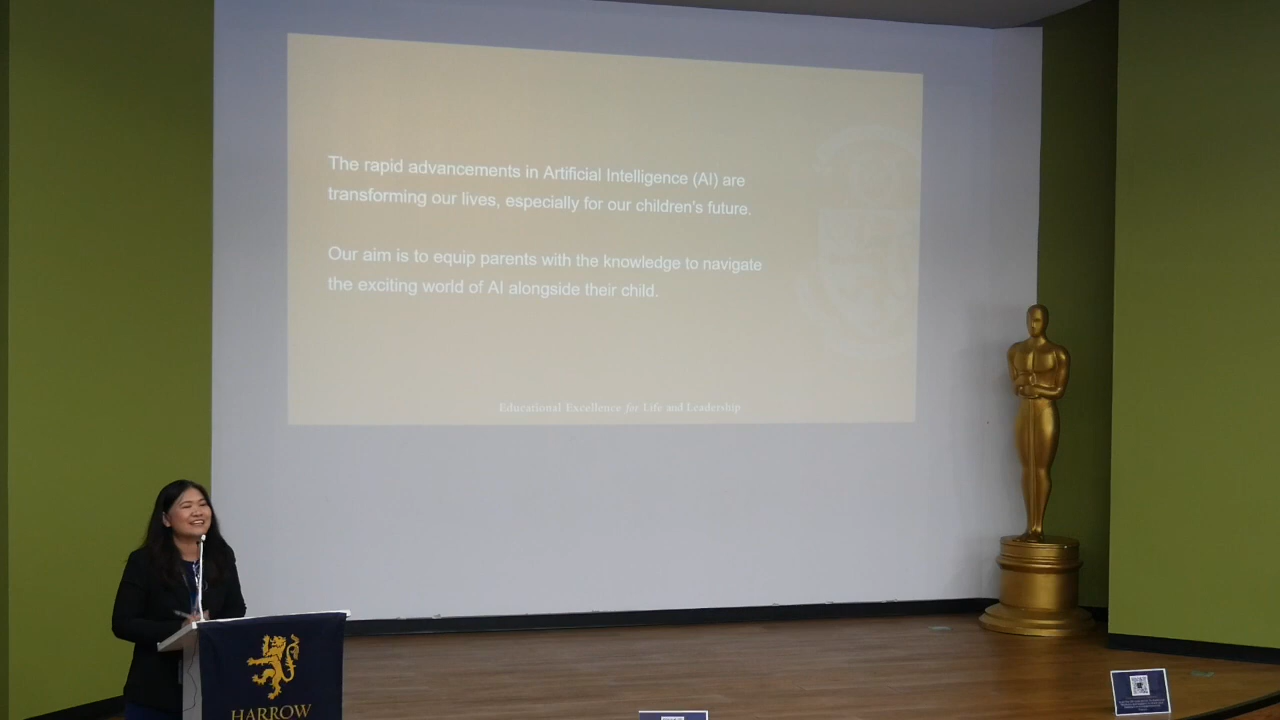 The rapid advancements in Artificial Intelligence (AI) are
transforming our lives, especially for our children's future.
Our aim is to equip parents with the knowledge to navigate
the exciting world of AI alongside their child.
Educational Excellence for Life and Leadership
HARROW